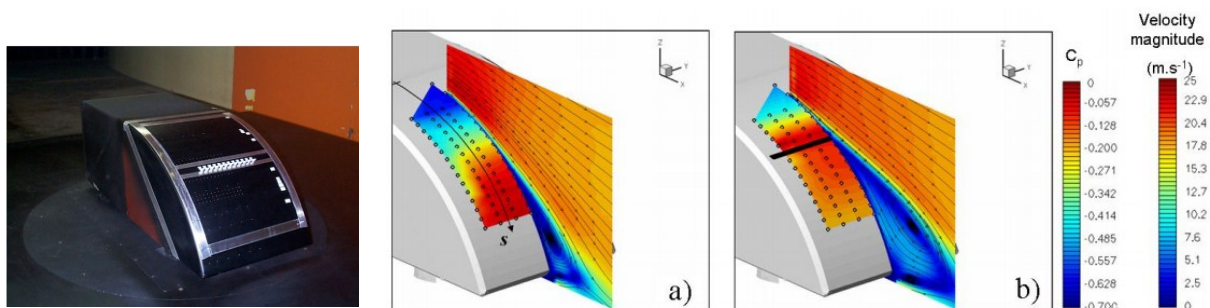 Z
Y
X
s
a)
Z
Y
X
b)
Cp
0
-0.057
-0.128
-0.200
-0.271
-0.342
-0.414
-0.485
-0.557
-0.628
-0.700
Velocity
magnitude
(m.s-1)
25
22.9
20.4
17.8
15.3
12.7
10.2
7.6
5.1
2.5
0